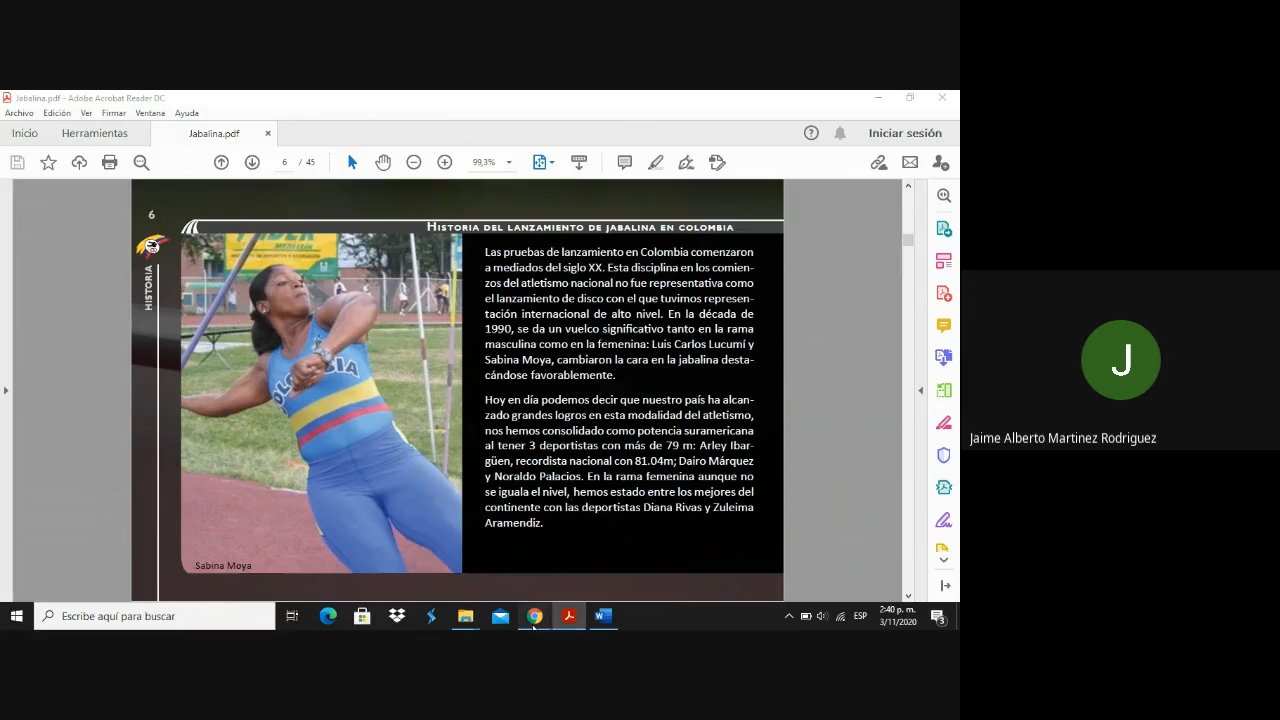 Jabalina.pdf - Adobe Acrobat Reader DC
Archivo Edición Ver Firmar Ventana Ayuda
Inicio Herramientas Jabalina.pdf Iniciar sesión
6 / 45 99,3%
6
HISTORIA DEL LANZAMIENTO DE JABALINA EN COLOMBIA
HISTORIA
MEDELLIN
COLOMBIA
Las pruebas de lanzamiento en Colombia comenzaron
a mediados del siglo XX. Esta disciplina en los comien-
zos del atletismo nacional no fue representativa como
el lanzamiento de disco con el que tuvimos represen-
tación internacional de alto nivel. En la década de
1990, se da un vuelco significativo tanto en la rama
masculina como en la femenina: Luis Carlos Lucumí y
Sabina Moya, cambiaron la cara en la jabalina desta-
cándose favorablemente.
Hoy en día podemos decir que nuestro país ha alcan-
zado grandes logros en esta modalidad del atletismo,
nos hemos consolidado como potencia suramericana
al tener 3 deportistas con más de 79 m: Arley Ibar-
güen, recordista nacional con 81.04m; Dairo Márquez
y Noraldo Palacios. En la rama femenina aunque no
se iguala el nivel, hemos estado entre los mejores del
continente con las deportistas Diana Rivas y Zuleima
Aramendiz.
Sabina Moya
J
Jaime Alberto Martinez Rodriguez
Escribe aquí para buscar
ESP
2:40 p. m.
3/11/2020
3